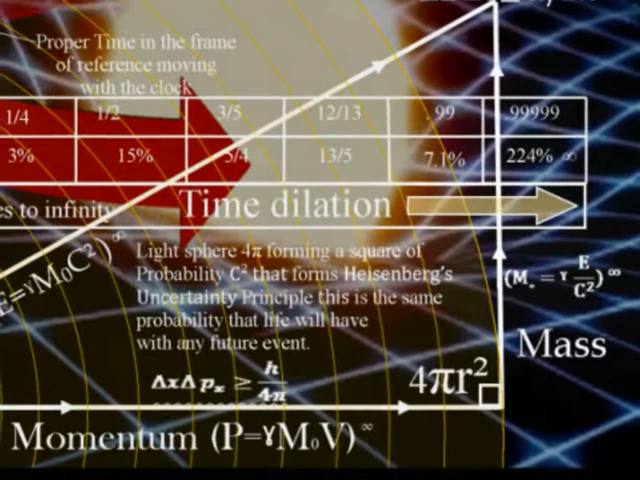 Proper Time in the frame
of reference moving
with the clock
1/4 1/2 3/5 12/13 .99 .99999
3% 15% 5/4 13/5 7.1% 224% ∞
es to infinity Time dilation
E=ɤM₀C²)^∞
Light sphere 4π forming a square of
Probability C² that forms Heisenberg's
Uncertainty Principle this is the same
probability that life will have
with any future event.
ΔxΔpₓ ≥ h/4π
4πr²
(M. = ɤ E/C²)^∞
Mass
Momentum (P=ɤM₀V)^∞